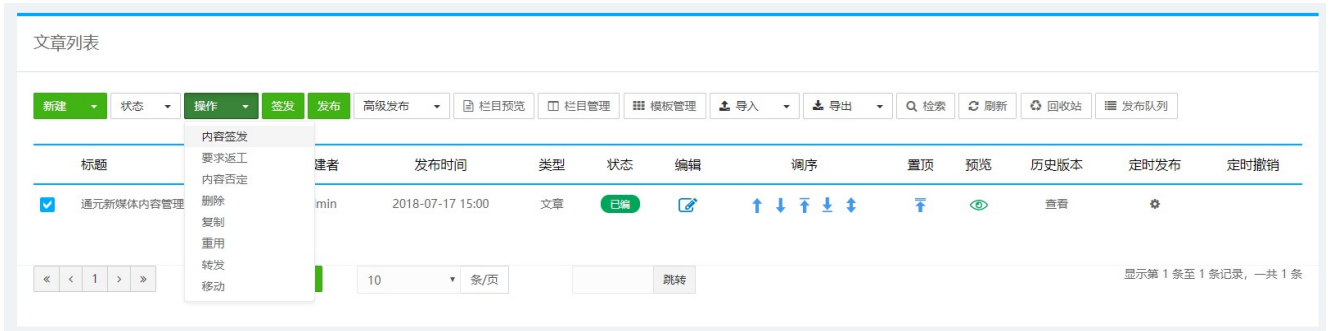 文章列表
新建 状态 操作 签发 发布 高级发布 栏目预览 栏目管理 模板管理 导入 导出 检索 刷新 回收站 发布队列
内容签发
要求返工
内容否定
删除
复制
重用
转发
移动
标题 建者 发布时间 类型 状态 编辑 调序 置顶 预览 历史版本 定时发布 定时撤销
通元新媒体内容管理 min 2018-07-17 15:00 文章 已编 查看
« < 1 > » 10 条/页 跳转 显示第 1 条至 1 条记录，一共 1 条